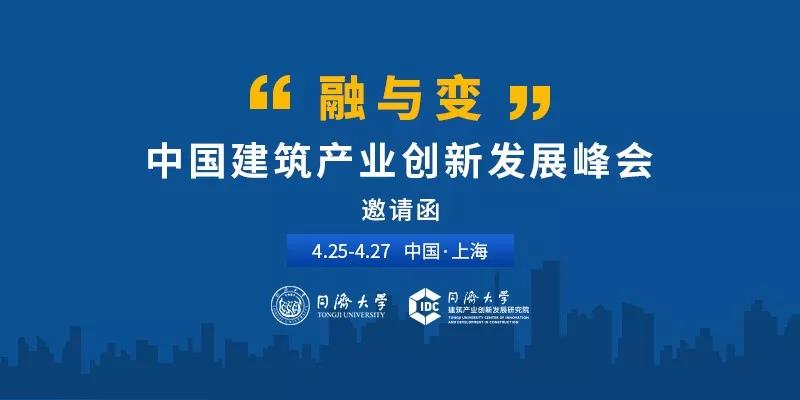 “融与变”
中国建筑产业创新发展峰会
邀请函
4.25-4.27 中国·上海
同濟大学
TONGJI UNIVERSITY
IDC
同濟大学
建筑产业创新发展研究院
TONGJI UNIVERSITY CENTER OF INNOVATION
AND DEVELOPMENT IN CONSTRUCTION